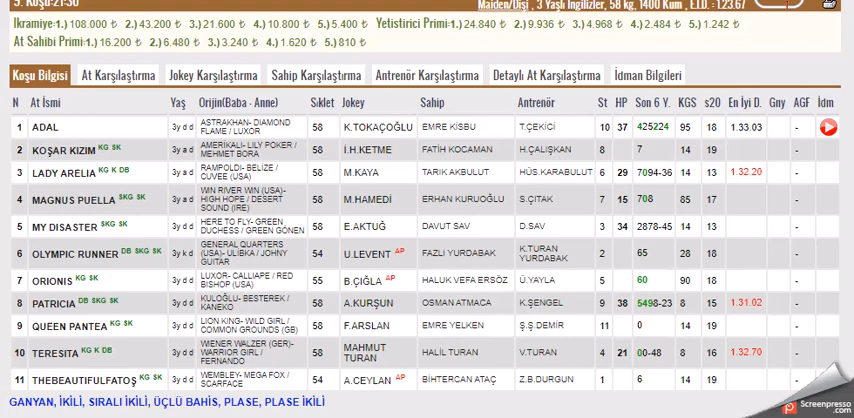 5. Koşu:21:30
Maiden/Dişi , 3 Yaşlı İngilizler, 58 kg, 1400 Kum , E.İ.D. : 1.23.67
İkramiye:1.) 108.000 ₺ 2.) 43.200 ₺ 3.) 21.600 ₺ 4.) 10.800 ₺ 5.) 5.400 ₺ Yetistirici Primi:1.) 24.840 ₺ 2.) 9.936 ₺ 3.) 4.968 ₺ 4.) 2.484 ₺ 5.) 1.242 ₺
At Sahibi Primi:1.) 16.200 ₺ 2.) 6.480 ₺ 3.) 3.240 ₺ 4.) 1.620 ₺ 5.) 810 ₺
Koşu Bilgisi At Karşılaştırma Jokey Karşılaştırma Sahip Karşılaştırma Antrenör Karşılaştırma Detaylı At Karşılaştırma İdman Bilgileri
N At İsmi Yaş Orijin(Baba - Anne) Sıklet Jokey Sahip Antrenör St HP Son 6 Y. KGS s20 En İyi D. Gny AGF İdm
1 ADAL 3y d d ASTRAKHAN- DIAMOND FLAME / LUXOR 58 K.TOKAÇOĞLU EMRE KİSBU T.ÇEKİCİ 10 37 425224 95 18 1.33.03 -
2 KOŞAR KIZIM KG SK 3y a d AMERİKALI- LILY POKER / MEHMET BORA 58 İ.H.KETME FATİH KOCAMAN H.ÇALIŞKAN 8 7 14 19 -
3 LADY ARELIA KG K DB 3y d d RAMPOLDI- BELİZE / CUVEE (USA) 58 M.KAYA TARIK AKBULUT HÜS.KARABULUT 6 29 7094-36 14 13 1.32.20 -
4 MAGNUS PUELLA SKG SK 3y a d WIN RIVER WIN (USA)- HIGH HOPE / DESERT SOUND (IRE) 58 M.HAMEDİ ERHAN KURUOĞLU S.ÇITAK 7 15 708 85 17 -
5 MY DISASTER SKG SK 3y d d HERE TO FLY- GREEN DUCHESS / GREEN GÖNEN 58 E.AKTUĞ DAVUT SAV D.SAV 3 34 2878-45 14 13 -
6 OLYMPIC RUNNER DB SKG SK 3y k d GENERAL QUARTERS (USA)- ULİBKA / JOHNY GUITAR 54 U.LEVENT AP FAZLI YURDABAK K.TURAN YURDABAK 2 65 28 18 -
7 ORIONIS KG SK 3y d d LUXOR- CALLIAPE / RED BISHOP (USA) 55 B.ÇIĞLA AP HALUK VEFA ERSÖZ Ü.YAYLA 5 60 90 18 -
8 PATRICIA DB SKG SK 3y d d KULOĞLU- BESTEREK / KANEKO 58 A.KURŞUN OSMAN ATMACA K.ŞENGEL 9 38 5498-23 8 15 1.31.02 -
9 QUEEN PANTEA KG SK 3y d d LION KING- WILD GIRL / COMMON GROUNDS (GB) 58 F.ARSLAN EMRE YELKEN Ş.Ş.DEMİR 11 0 14 19 -
10 TERESITA KG K DB 3y d d WIENER WALZER (GER)- WARRIOR GIRL / FERNANDO 58 MAHMUT TURAN HALİL TURAN V.TURAN 4 21 00-48 8 16 1.32.70 -
11 THEBEAUTIFULFATOŞ KG SK 3y d d WEMBLEY- MEGA FOX / SCARFACE 54 A.CEYLAN AP BİHTERCAN ATAÇ Z.B.DURGUN 1 6 14 19 -
GANYAN, İKİLİ, SIRALI İKİLİ, ÜÇLÜ BAHİS, PLASE, PLASE İKİLİ
Screenpresso.com